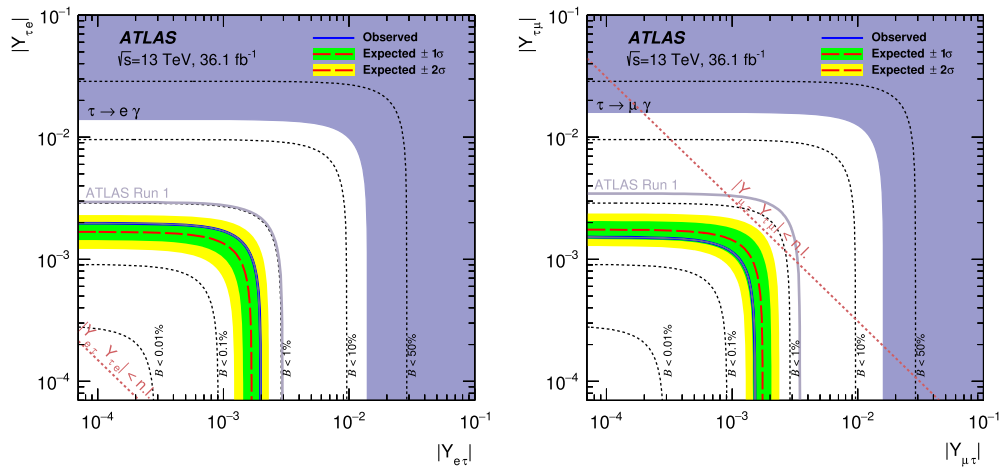 |Y_τe|
10⁻¹
10⁻²
10⁻³
10⁻⁴
ATLAS
√s=13 TeV, 36.1 fb⁻¹
Observed
Expected ± 1σ
Expected ± 2σ
τ → e γ
ATLAS Run 1
|Y_eτ Y_τe| < n.l.
B < 0.01%
B < 0.1%
B < 1%
B < 10%
B < 50%
10⁻⁴
10⁻³
10⁻²
10⁻¹
|Y_eτ|
|Y_τμ|
10⁻¹
10⁻²
10⁻³
10⁻⁴
ATLAS
√s=13 TeV, 36.1 fb⁻¹
Observed
Expected ± 1σ
Expected ± 2σ
τ → μ γ
ATLAS Run 1
|Y_μτ Y_τμ| < n.l.
B < 0.01%
B < 0.1%
B < 1%
B < 10%
B < 50%
10⁻⁴
10⁻³
10⁻²
10⁻¹
|Y_μτ|